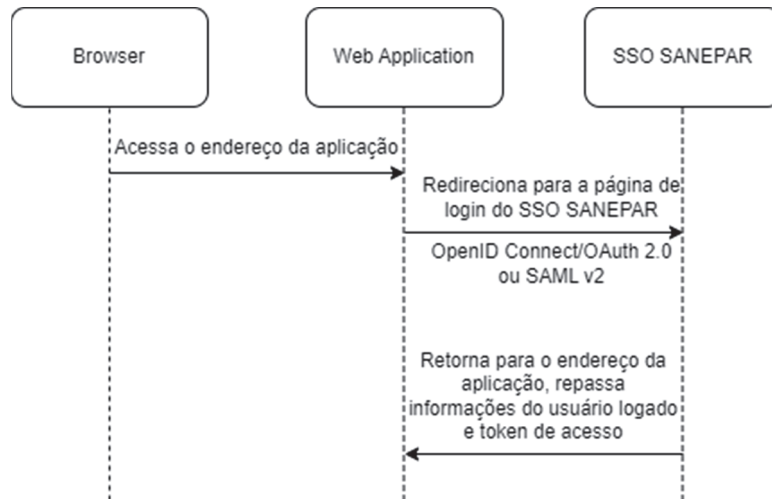 Browser
Web Application
SSO SANEPAR
Acessa o endereço da aplicação
Redireciona para a página de
login do SSO SANEPAR
OpenID Connect/OAuth 2.0
ou SAML v2
Retorna para o endereço da
aplicação, repassa
informações do usuário logado
e token de acesso